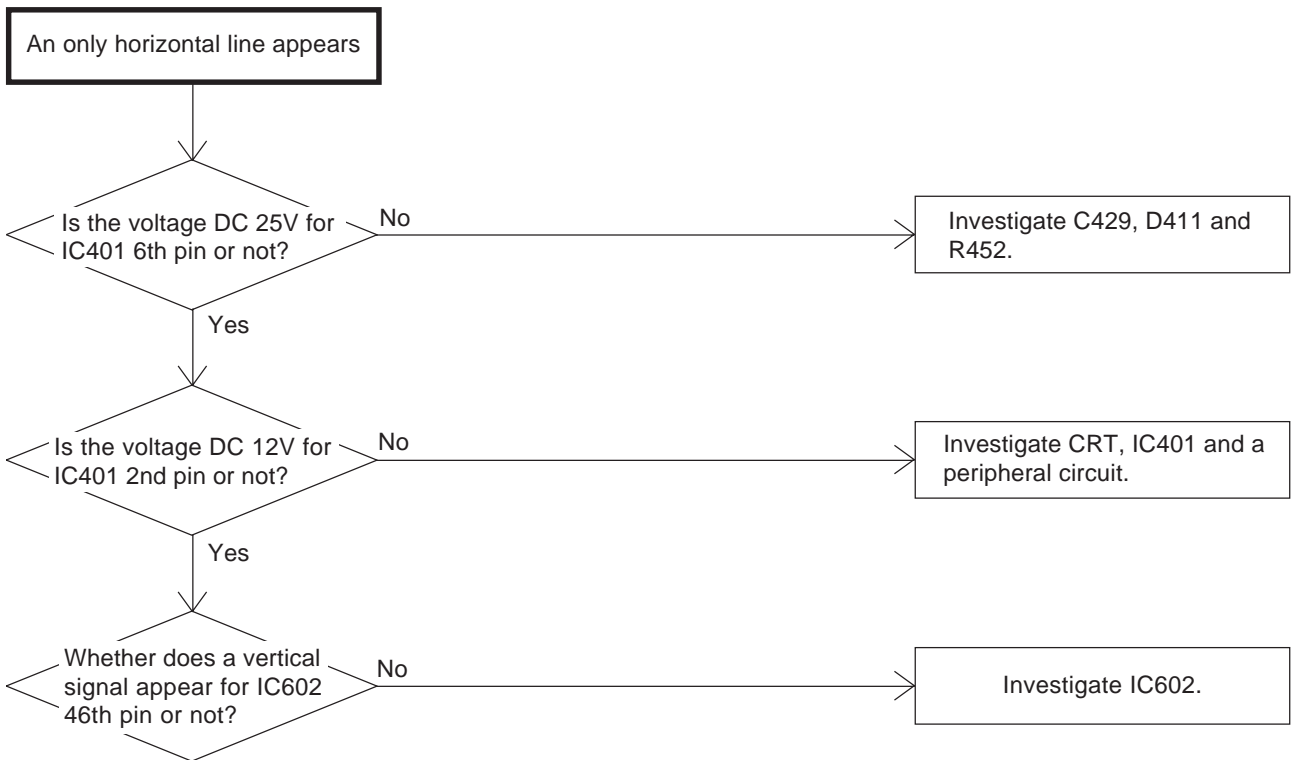 An only horizontal line appears
Is the voltage DC 25V for
IC401 6th pin or not?
No
Investigate C429, D411 and
R452.
Yes
Is the voltage DC 12V for
IC401 2nd pin or not?
No
Investigate CRT, IC401 and a
peripheral circuit.
Yes
Whether does a vertical
signal appear for IC602
46th pin or not?
No
Investigate IC602.